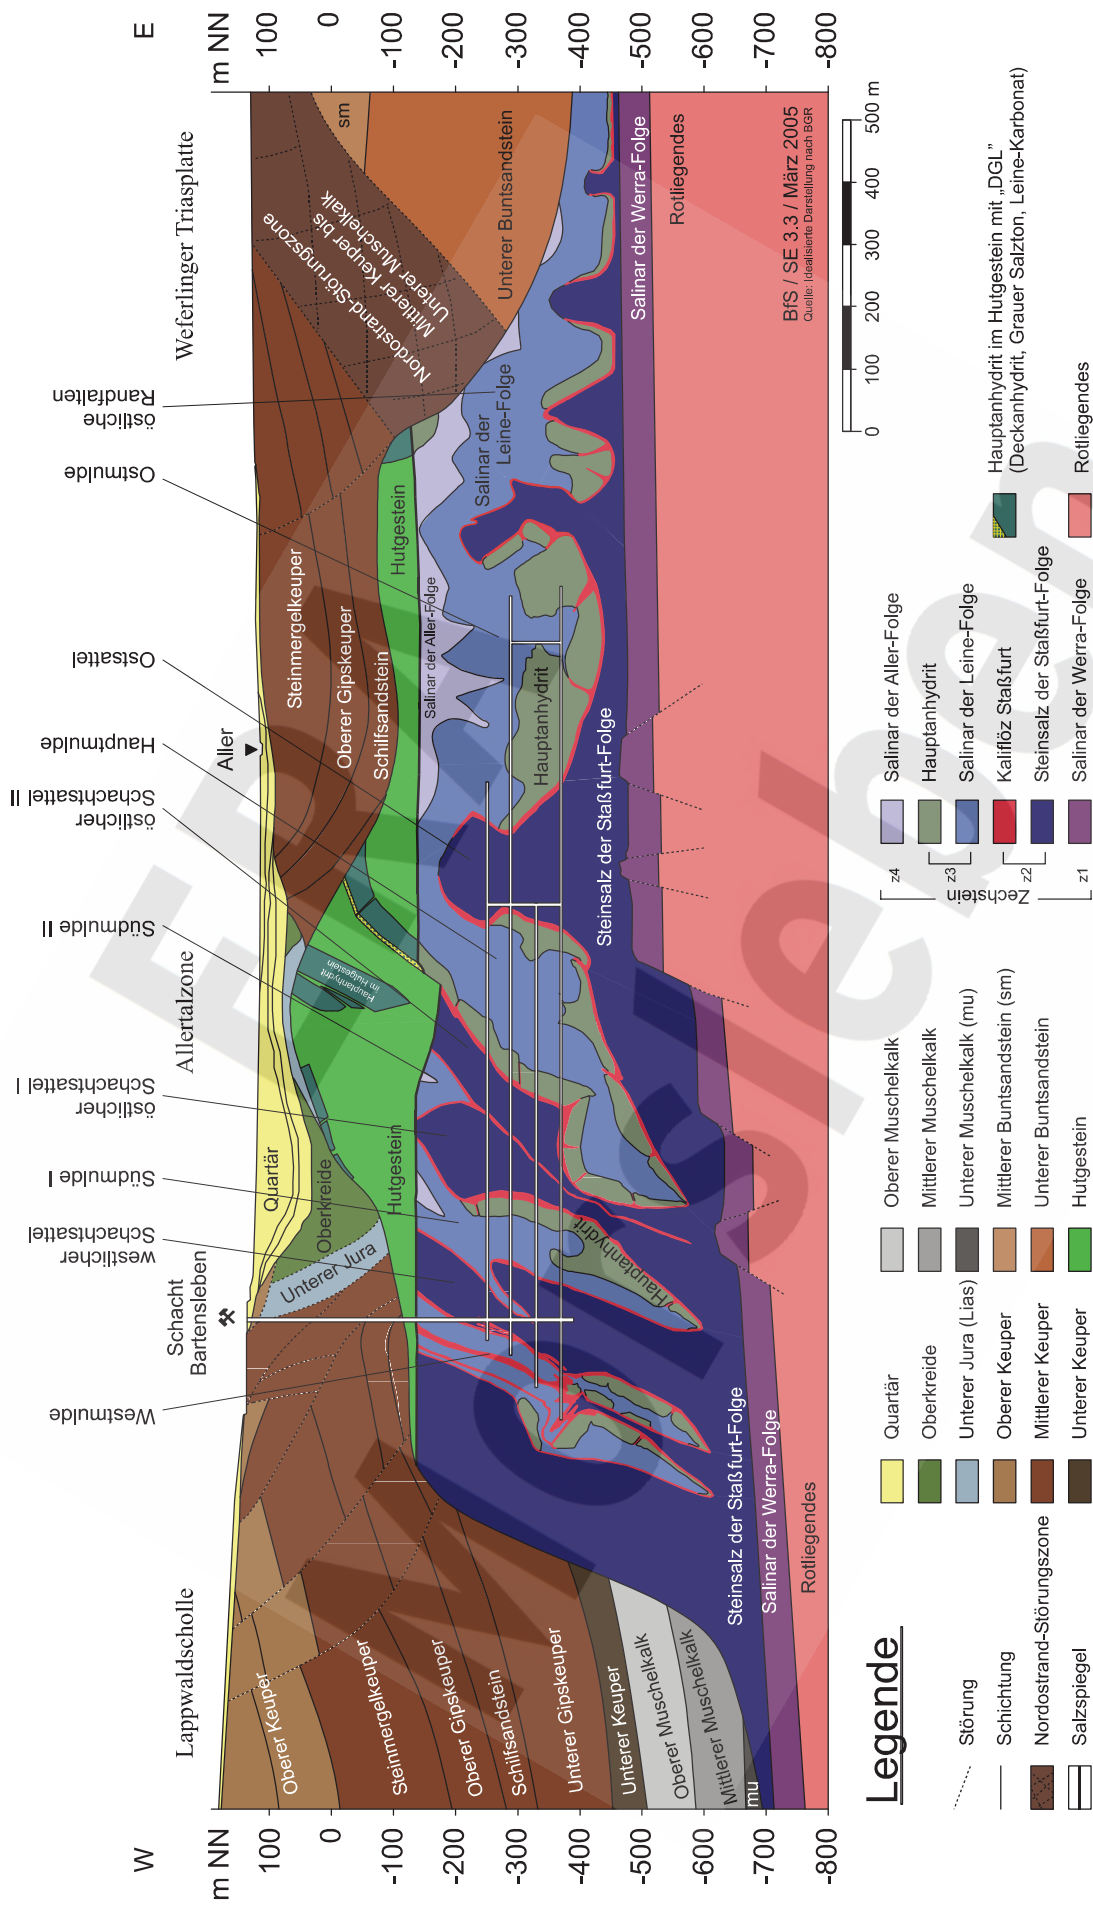 W
E
Lappwaldscholle
Allertalzone
Weferlinger Triasplatte
Westmulde
Schacht
Bartensleben
westlicher
Schachtsattel
Südmulde I
östlicher
Schachtsattel I
Südmulde II
östlicher
Schachtsattel II
Hauptmulde
Ostsattel
Ostmulde
östliche
Randfalten
Aller
m NN
100
0
-100
-200
-300
-400
-500
-600
-700
-800
m NN
100
0
-100
-200
-300
-400
-500
-600
-700
-800
Oberer Keuper
Steinmergelkeuper
Oberer Gipskeuper
Schilfsandstein
Unterer Gipskeuper
Unterer Keuper
Oberer Muschelkalk
Mittlerer Muschelkalk
mu
Steinsalz der Staßfurt-Folge
Salinar der Werra-Folge
Rotliegendes
Quartär
Oberkreide
Unterer Jura
Hutgestein
Hauptanhydrit
Hauptanhydrit
im Hutgestein
Steinmergelkeuper
Oberer Gipskeuper
Schilfsandstein
Hutgestein
Salinar der Aller-Folge
Hauptanhydrit
Salinar der
Leine-Folge
Steinsalz der Staßfurt-Folge
Nordostrand-Störungszone
Mittlerer Keuper bis
Unterer Muschelkalk
sm
Unterer Buntsandstein
Salinar der Werra-Folge
Rotliegendes
BfS / SE 3.3 / März 2005
Quelle: Idealisierte Darstellung nach BGR
0
100
200
300
400
500 m
Legende
Störung
Schichtung
Nordostrand-Störungszone
Salzspiegel
Quartär
Oberkreide
Unterer Jura (Lias)
Oberer Keuper
Mittlerer Keuper
Unterer Keuper
Oberer Muschelkalk
Mittlerer Muschelkalk
Unterer Muschelkalk (mu)
Mittlerer Buntsandstein (sm)
Unterer Buntsandstein
Hutgestein
Zechstein
z4
z3
z2
z1
Salinar der Aller-Folge
Hauptanhydrit
Salinar der Leine-Folge
Kaliflöz Staßfurt
Steinsalz der Staßfurt-Folge
Salinar der Werra-Folge
Hauptanhydrit im Hutgestein mit „DGL”
(Deckanhydrit, Grauer Salzton, Leine-Karbonat)
Rotliegendes
ERA
Morsleben